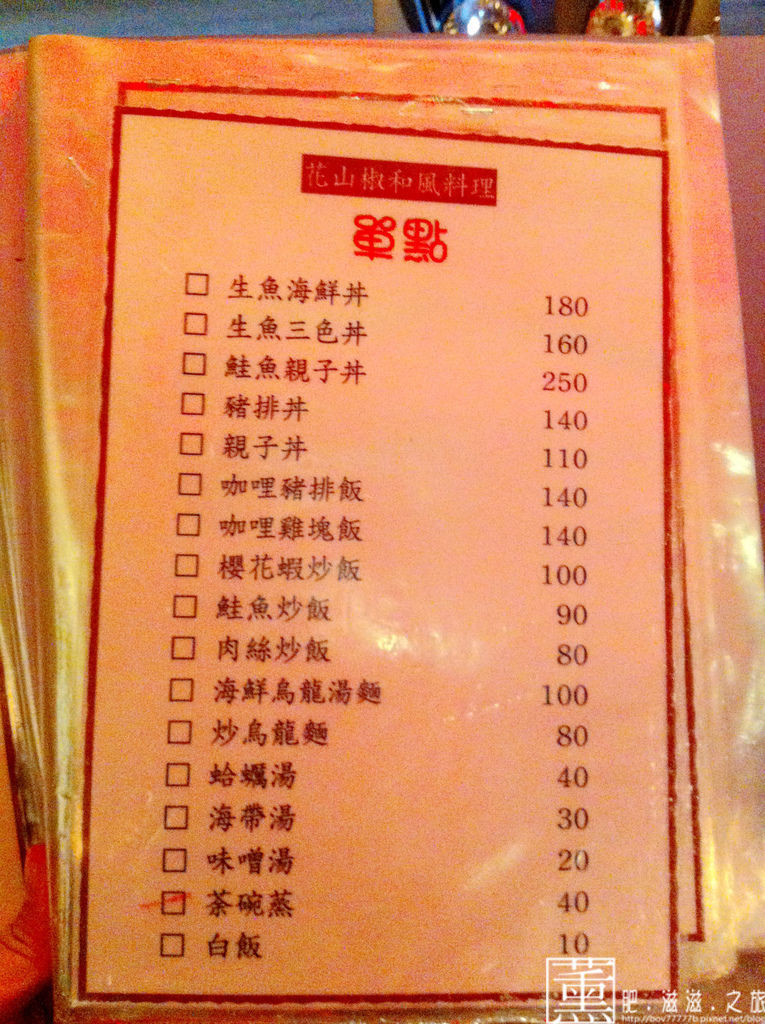 花山椒和風料理
單點
□ 生魚海鮮丼 180
□ 生魚三色丼 160
□ 鮭魚親子丼 250
□ 豬排丼 140
□ 親子丼 110
□ 咖哩豬排飯 140
□ 咖哩雞塊飯 140
□ 櫻花蝦炒飯 100
□ 鮭魚炒飯 90
□ 肉絲炒飯 80
□ 海鮮烏龍湯麵 100
□ 炒烏龍麵 80
□ 蛤蠣湯 40
□ 海帶湯 30
□ 味噌湯 20
□ 茶碗蒸 40
□ 白飯 10
薰 肥.滋滋.之旅